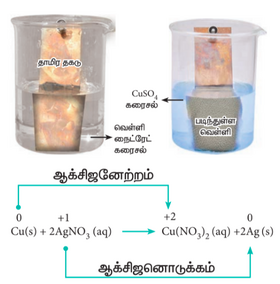 தாமிர தகடு
CuSO₄
கரைசல்
வெள்ளி
நைட்ரேட்
கரைசல்
படிந்துள்ள
வெள்ளி
ஆக்சிஜனேற்றம்
0 +1 +2 0
Cu(s) + 2AgNO₃ (aq) → Cu(NO₃)₂ (aq) +2Ag (s)
ஆக்சிஜனொடுக்கம்